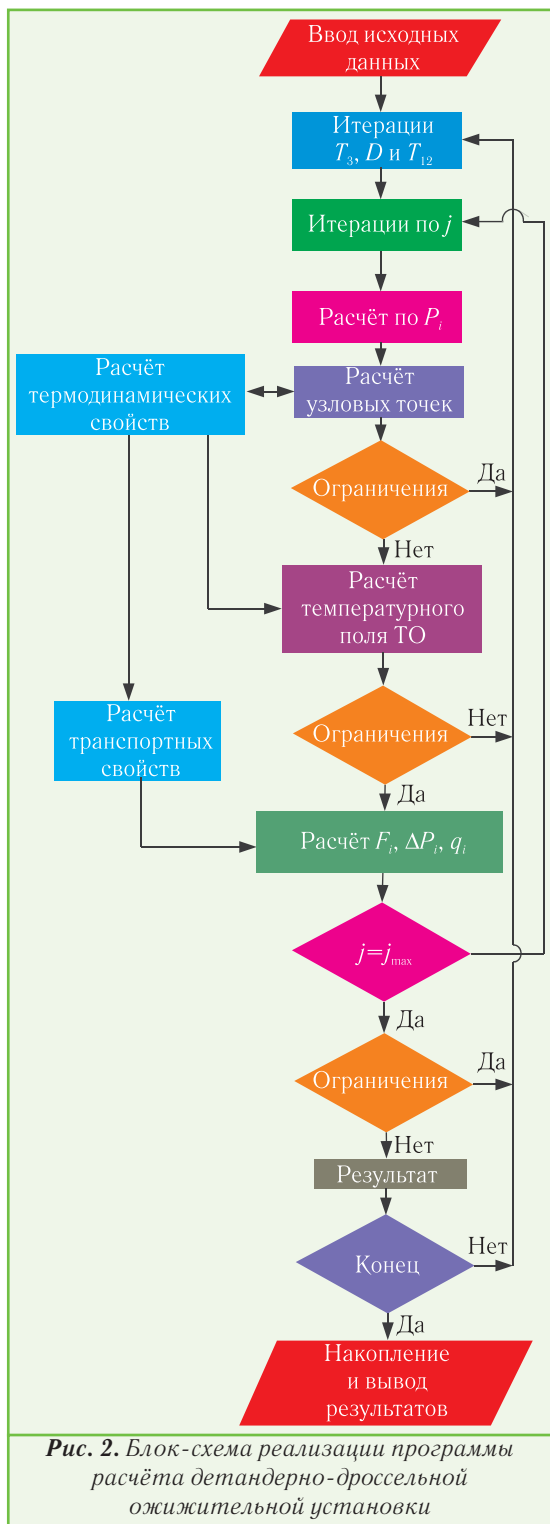 Ввод исходных
данных
Итерации
T₃, D и T₁₂
Итерации по j
Расчёт по Pᵢ
Расчёт
термодинамических
свойств
Расчёт
узловых точек
Ограничения
Да
Нет
Расчёт
температурного
поля ТО
Ограничения
Нет
Да
Расчёт
транспортных
свойств
Расчёт Fᵢ, ΔPᵢ, qᵢ
j=jmax
Да
Ограничения
Да
Нет
Результат
Конец
Нет
Да
Накопление
и вывод
результатов
Рис. 2. Блок-схема реализации программы
расчёта детандерно-дроссельной
ожижительной установки